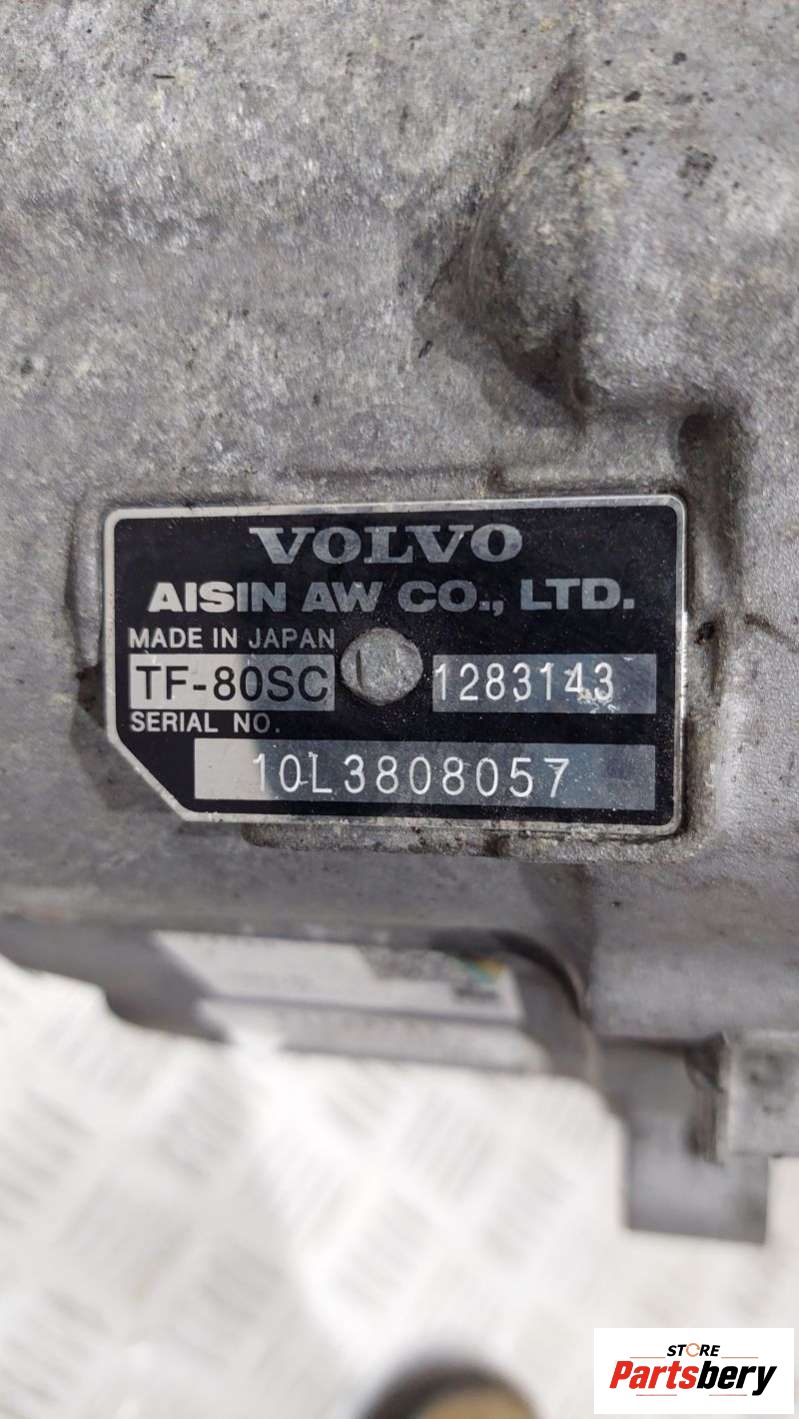 VOLVO
AISIN AW CO., LTD.
MADE IN JAPAN
TF-80SC 1283143
SERIAL NO.
10L3808057
STORE
Partsbery